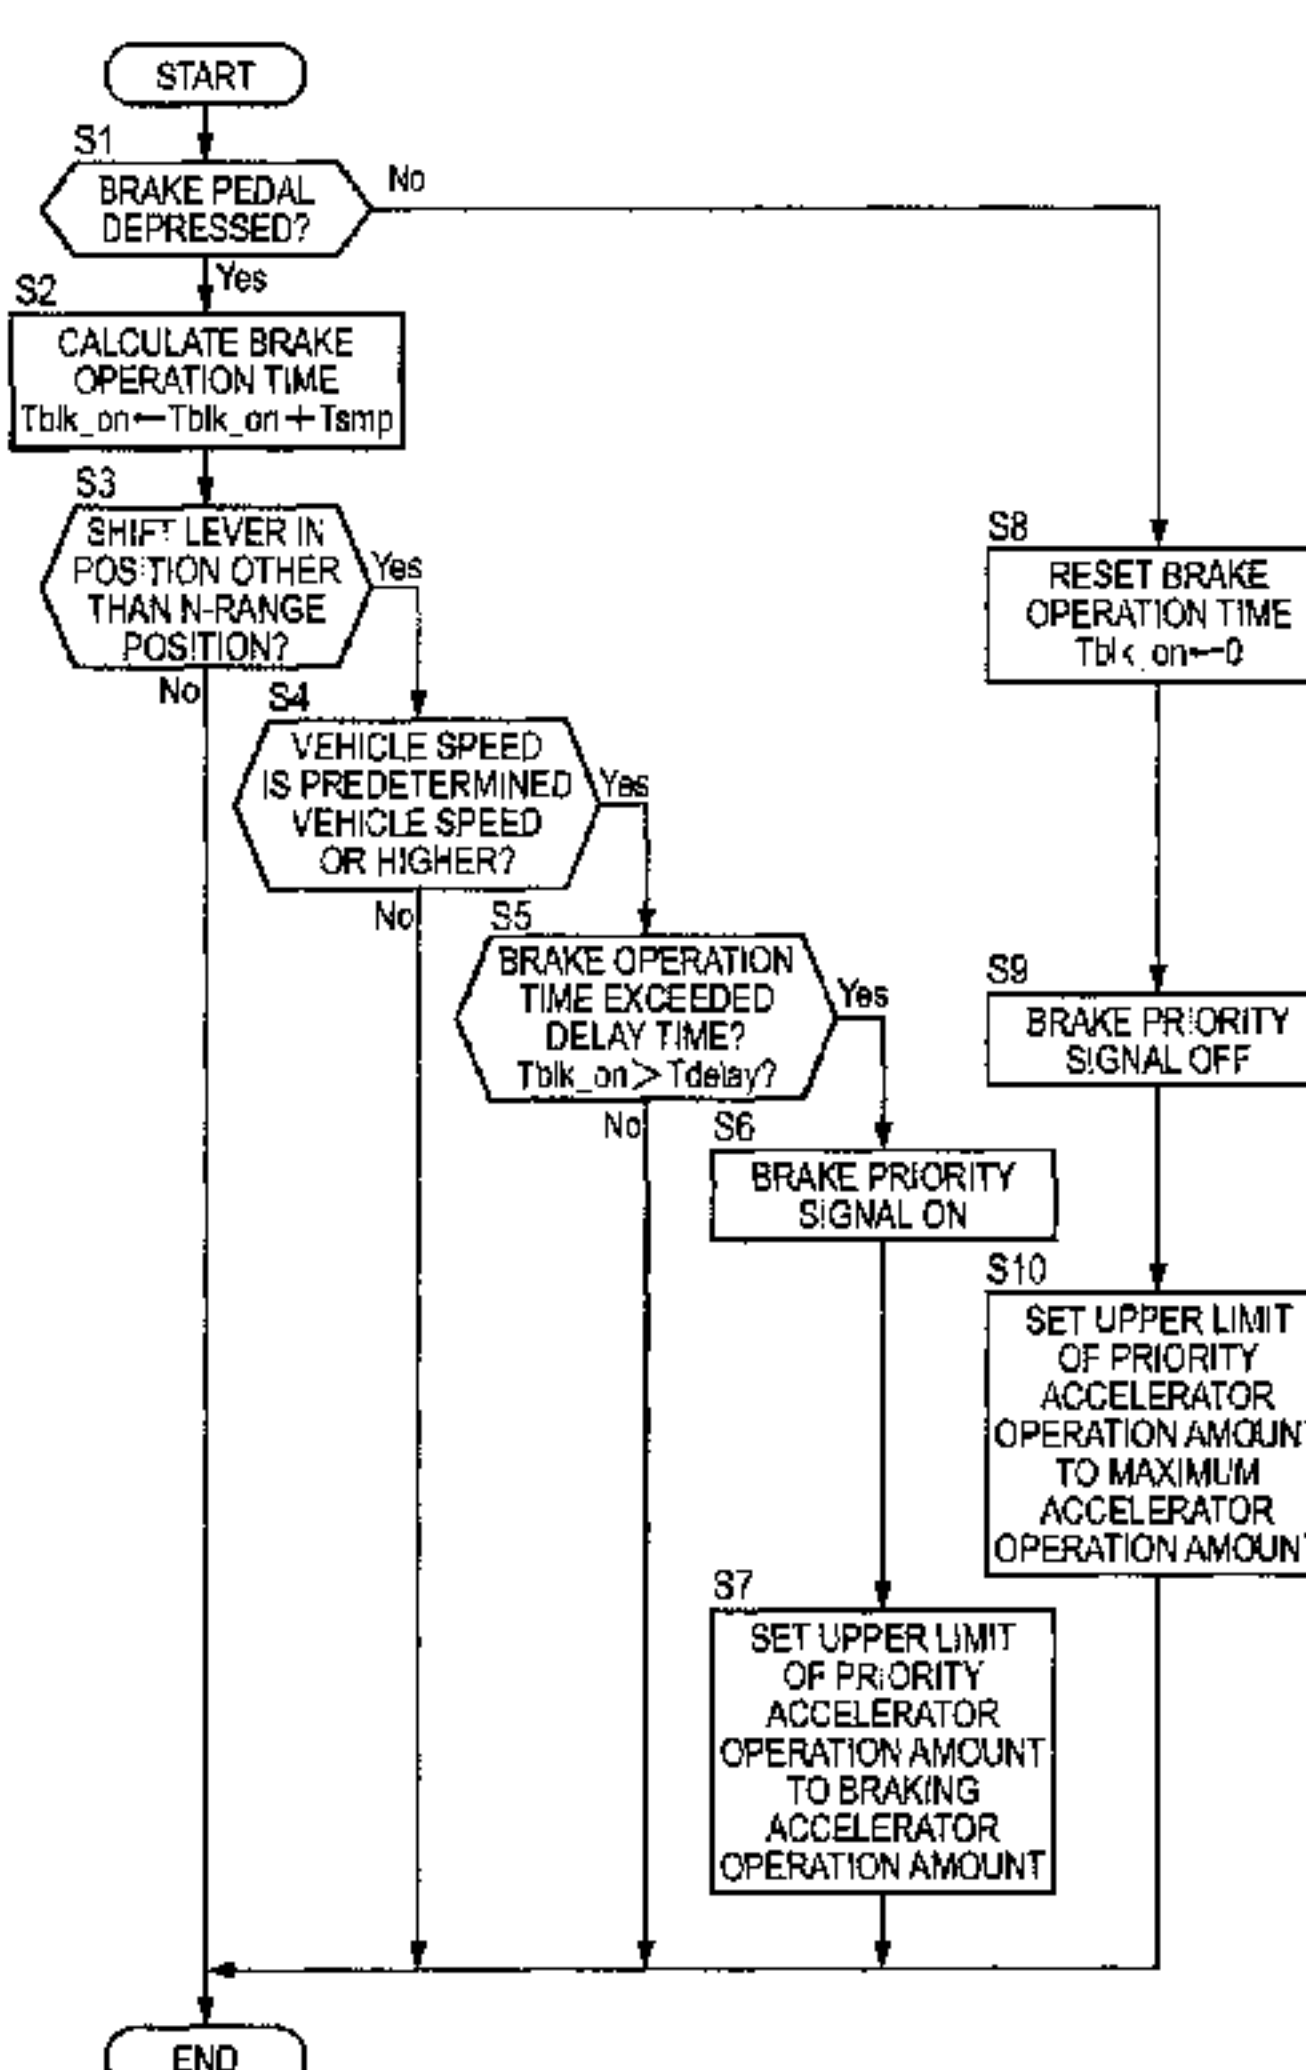 START
S1
BRAKE PEDAL
DEPRESSED?
No
Yes
S2
CALCULATE BRAKE
OPERATION TIME
Tblk_on←Tblk_on+Tsmp
S3
SHIFT LEVER IN
POSITION OTHER
THAN N-RANGE
POSITION?
Yes
No
S4
VEHICLE SPEED
IS PREDETERMINED
VEHICLE SPEED
OR HIGHER?
Yes
No
S5
BRAKE OPERATION
TIME EXCEEDED
DELAY TIME?
Tblk_on>Tdelay?
Yes
No
S6
BRAKE PRIORITY
SIGNAL ON
S7
SET UPPER LIMIT
OF PRIORITY
ACCELERATOR
OPERATION AMOUNT
TO BRAKING
ACCELERATOR
OPERATION AMOUNT
S8
RESET BRAKE
OPERATION TIME
Tblk_on←0
S9
BRAKE PRIORITY
SIGNAL OFF
S10
SET UPPER LIMIT
OF PRIORITY
ACCELERATOR
OPERATION AMOUNT
TO MAXIMUM
ACCELERATOR
OPERATION AMOUNT
END